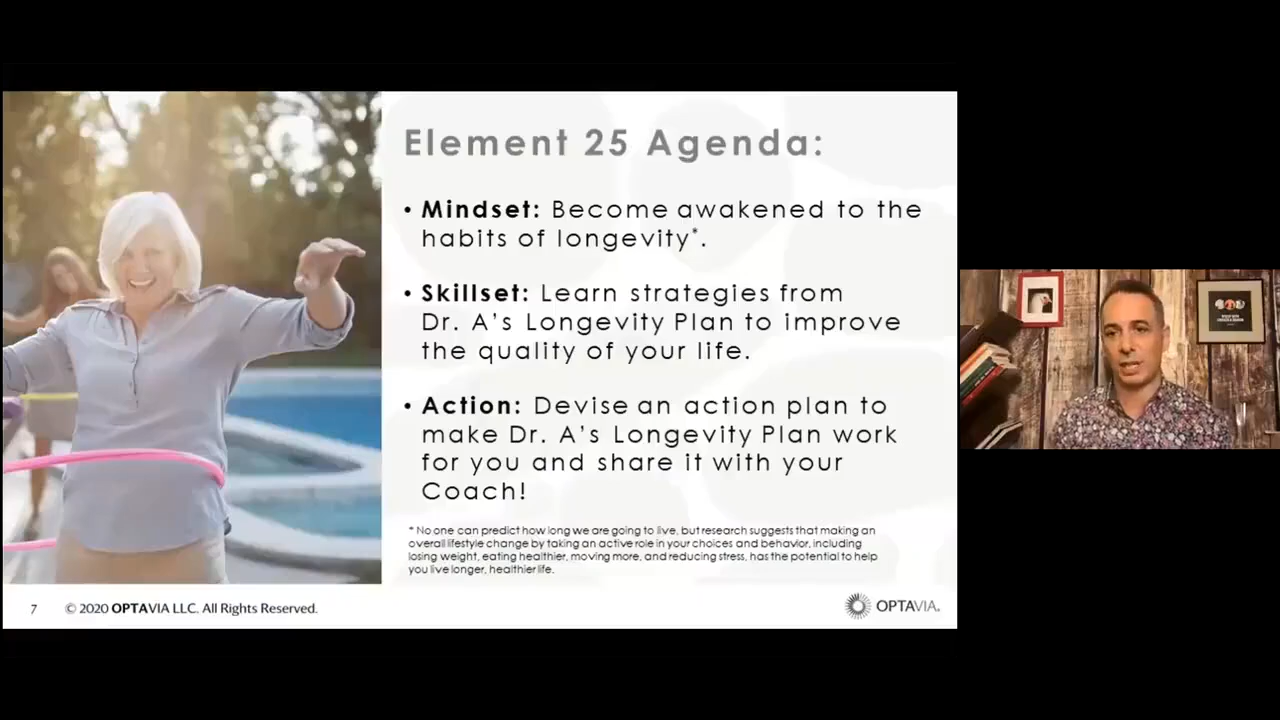 Element 25 Agenda:
• Mindset: Become awakened to the
habits of longevity*.
• Skillset: Learn strategies from
Dr. A's Longevity Plan to improve
the quality of your life.
• Action: Devise an action plan to
make Dr. A's Longevity Plan work
for you and share it with your
Coach!
* No one can predict how long we are going to live, but research suggests that making an
overall lifestyle change by taking an active role in your choices and behavior, including
losing weight, eating healthier, moving more, and reducing stress, has the potential to help
you live longer, healthier life.
7 © 2020 OPTAVIA LLC. All Rights Reserved.
OPTAVIA.